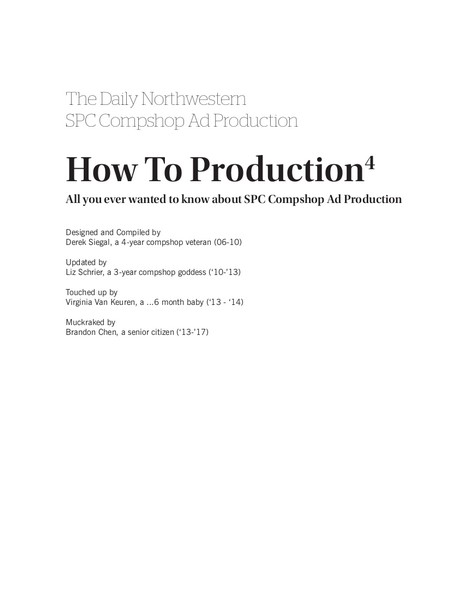 The Daily Northwestern
SPC Compshop Ad Production
How To Production⁴
All you ever wanted to know about SPC Compshop Ad Production
Designed and Compiled by
Derek Siegal, a 4-year compshop veteran (06-10)
Updated by
Liz Schrier, a 3-year compshop goddess (‘10-’13)
Touched up by
Virginia Van Keuren, a ...6 month baby (‘13 - ‘14)
Muckraked by
Brandon Chen, a senior citizen (‘13-’17)